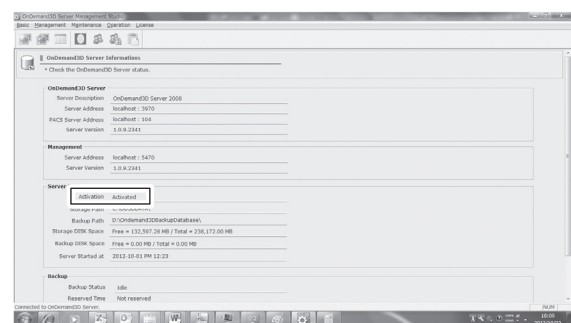 OnDemand3D Server Management Studio
Basic Management Maintenance Operation License
OnDemand3D Server Informations
* Check the OnDemand3D Server status.
OnDemand3D Server
Server Description OnDemand3D Server 2008
Server Address localhost : 3970
PACS Server Address localhost : 104
Server Version 1.0.9.2341
Management
Server Address localhost : 5470
Server Version 1.0.9.2341
Server
Activation Activated
Storage Path
Backup Path D:\Ondemand3DBackupDatabase\
Storage DISK Space Free = 132,597.28 MB / Total = 238,172.00 MB
Backup DISK Space Free = 0.00 MB / Total = 0.00 MB
Server Started at 2012-10-01 PM 12:23
Backup
Backup Status Idle
Reserved Time Not reserved
Connected to OnDemand3D Server. NUM
16:05